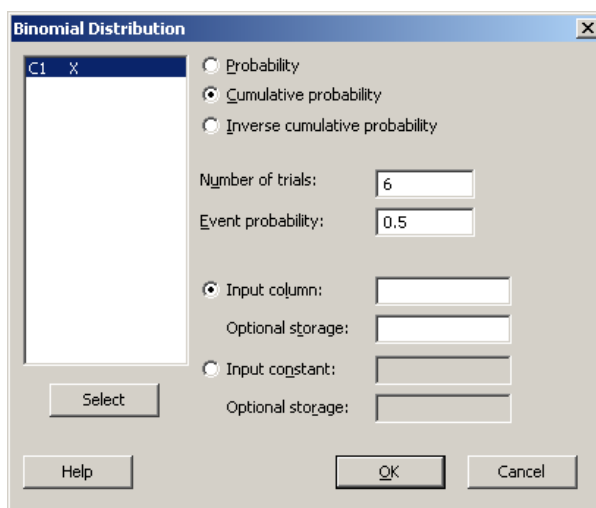 Binomial Distribution
C1 X
Probability
Cumulative probability
Inverse cumulative probability
Number of trials: 6
Event probability: 0.5
Input column:
Optional storage:
Input constant:
Optional storage:
Select
Help
OK
Cancel